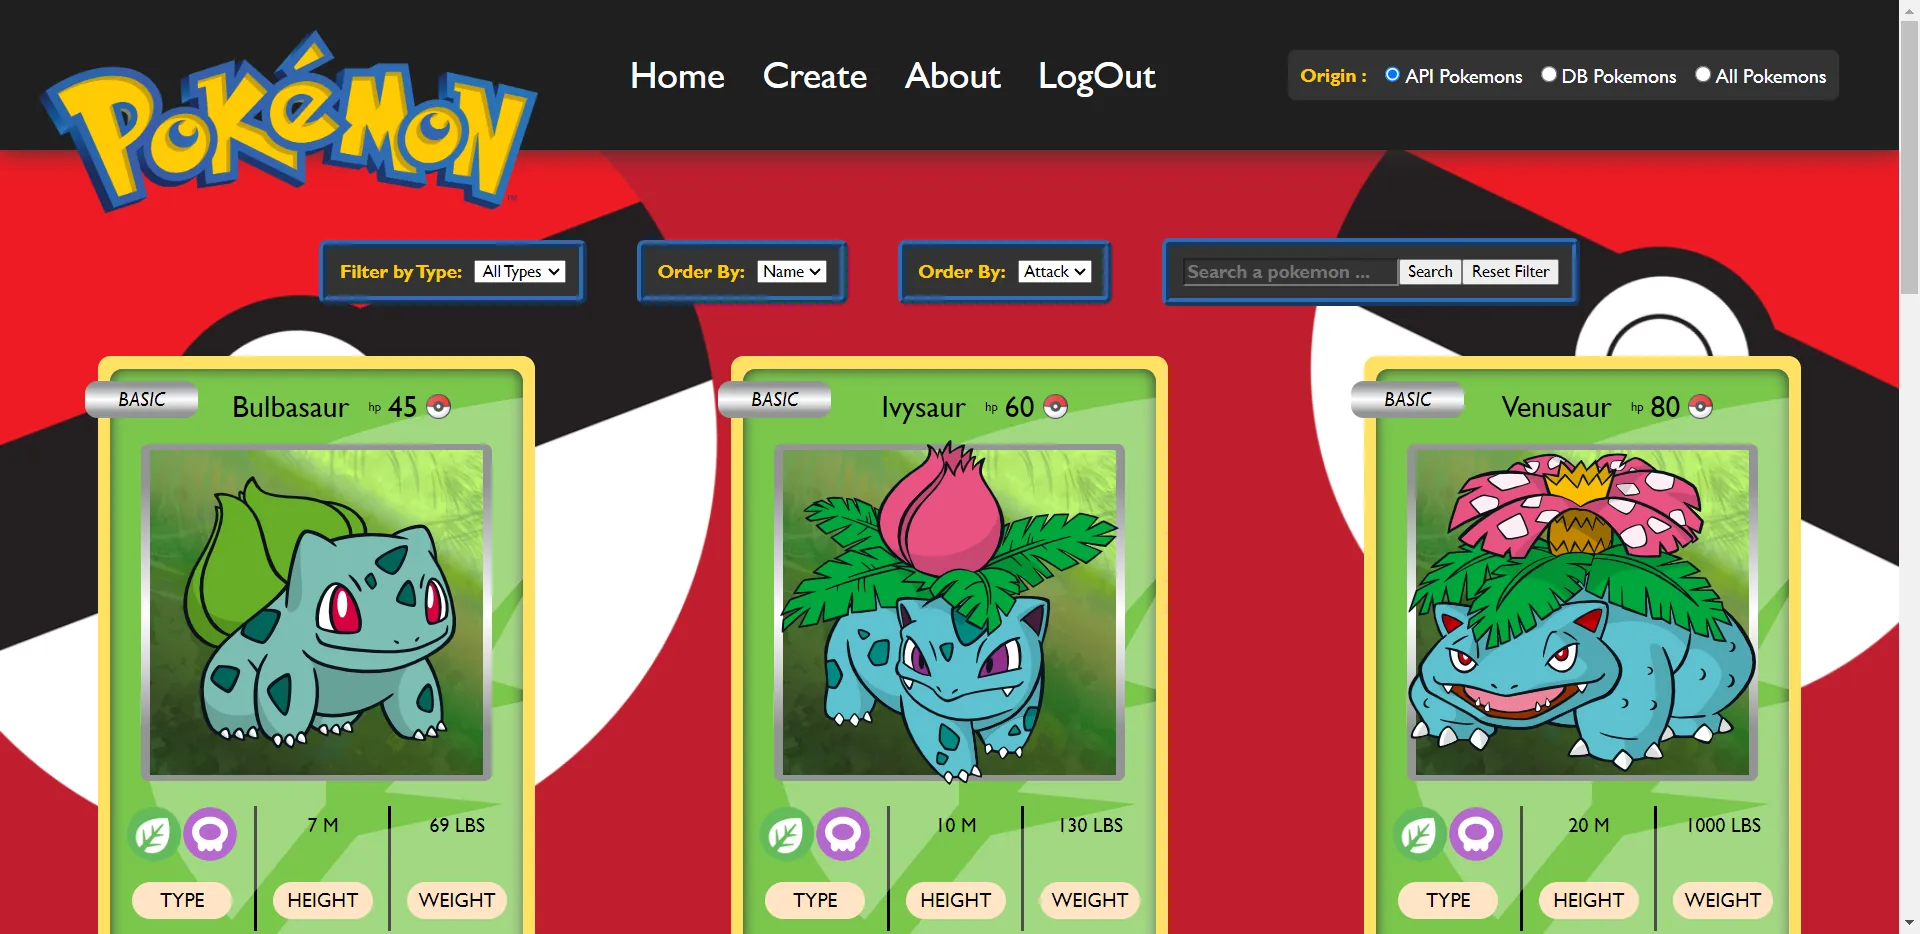 POKéMON
TM
Home Create About LogOut
Origin : API Pokemons DB Pokemons All Pokemons
Filter by Type: All Types
Order By: Name
Order By: Attack
Search a pokemon ... Search Reset Filter
BASIC
Bulbasaur hp 45
7 M
69 LBS
TYPE
HEIGHT
WEIGHT
BASIC
Ivysaur hp 60
10 M
130 LBS
TYPE
HEIGHT
WEIGHT
BASIC
Venusaur hp 80
20 M
1000 LBS
TYPE
HEIGHT
WEIGHT